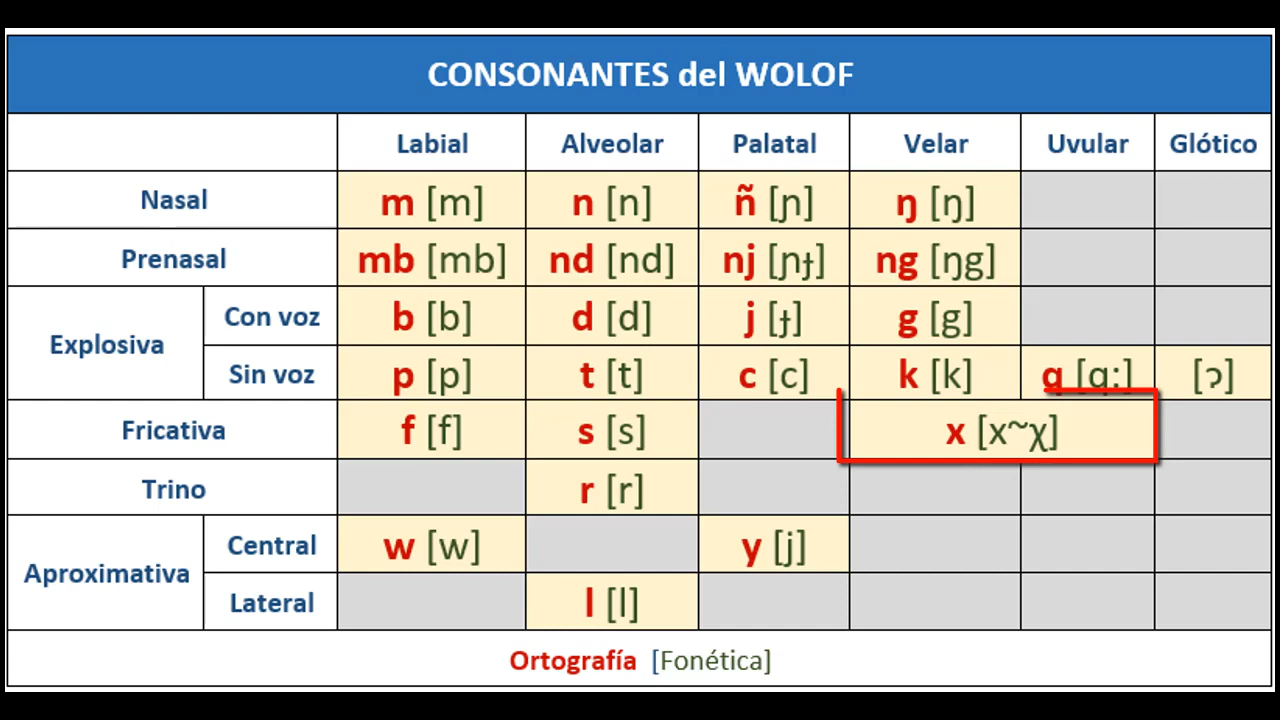 CONSONANTES del WOLOF
Labial Alveolar Palatal Velar Uvular Glótico
Nasal m [m] n [n] ñ [ɲ] ŋ [ŋ]
Prenasal mb [mb] nd [nd] nj [ɲɟ] ng [ŋg]
Explosiva Con voz b [b] d [d] j [ɟ] g [g]
Sin voz p [p] t [t] c [c] k [k] q [q:] [ɔ]
Fricativa f [f] s [s] x [x~χ]
Trino r [r]
Aproximativa Central w [w] y [j]
Lateral l [l]
Ortografía [Fonética]